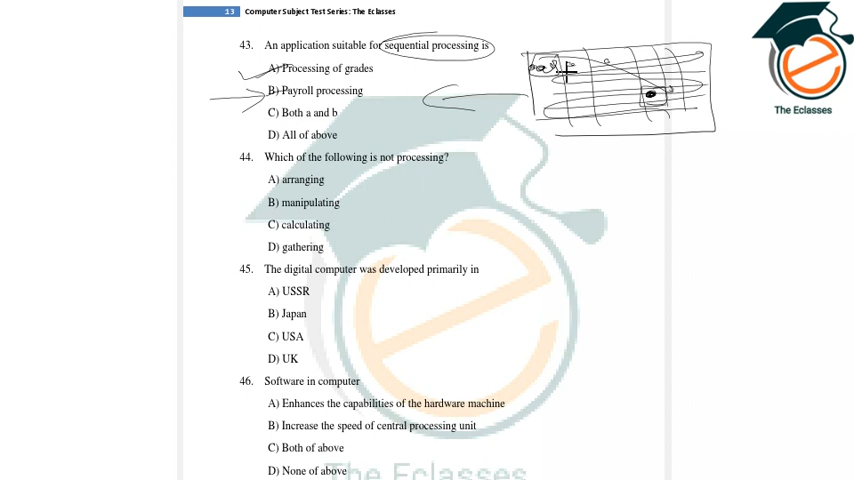 13 Computer Subject Test Series: The Eclasses
43. An application suitable for sequential processing is
A) Processing of grades
B) Payroll processing
C) Both a and b
D) All of above
44. Which of the following is not processing?
A) arranging
B) manipulating
C) calculating
D) gathering
45. The digital computer was developed primarily in
A) USSR
B) Japan
C) USA
D) UK
46. Software in computer
A) Enhances the capabilities of the hardware machine
B) Increase the speed of central processing unit
C) Both of above
D) None of above
The Eclasses
The Eclasses